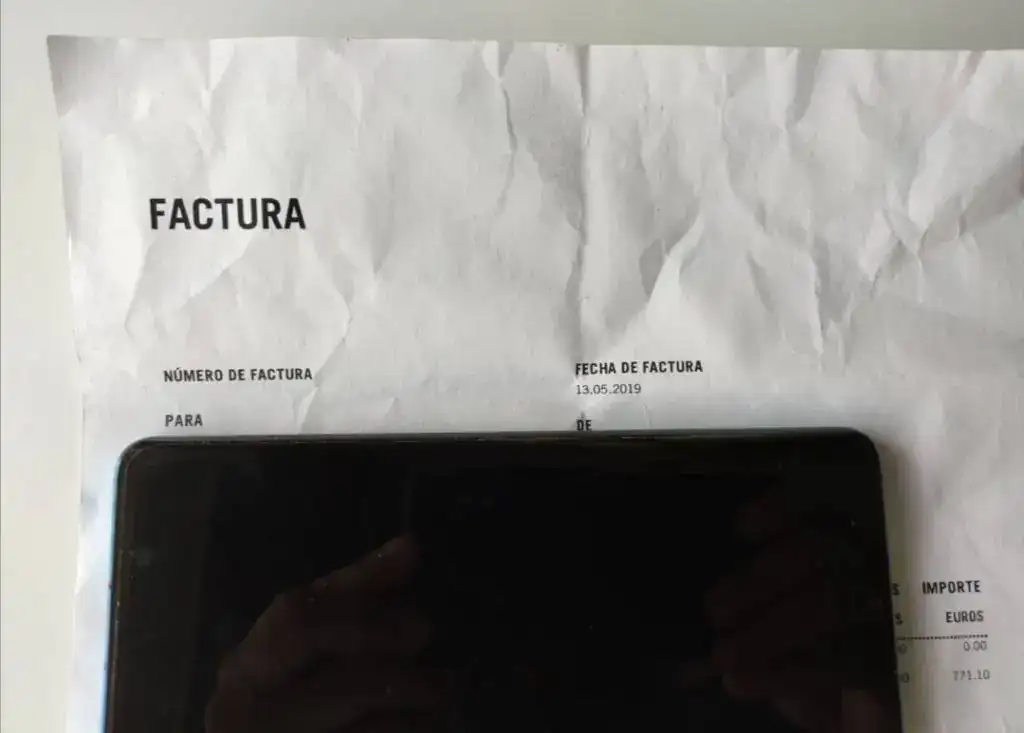 FACTURA
NÚMERO DE FACTURA
FECHA DE FACTURA
13.05.2019
PARA
DE
IMPORTE
EUROS
0.00
771.10